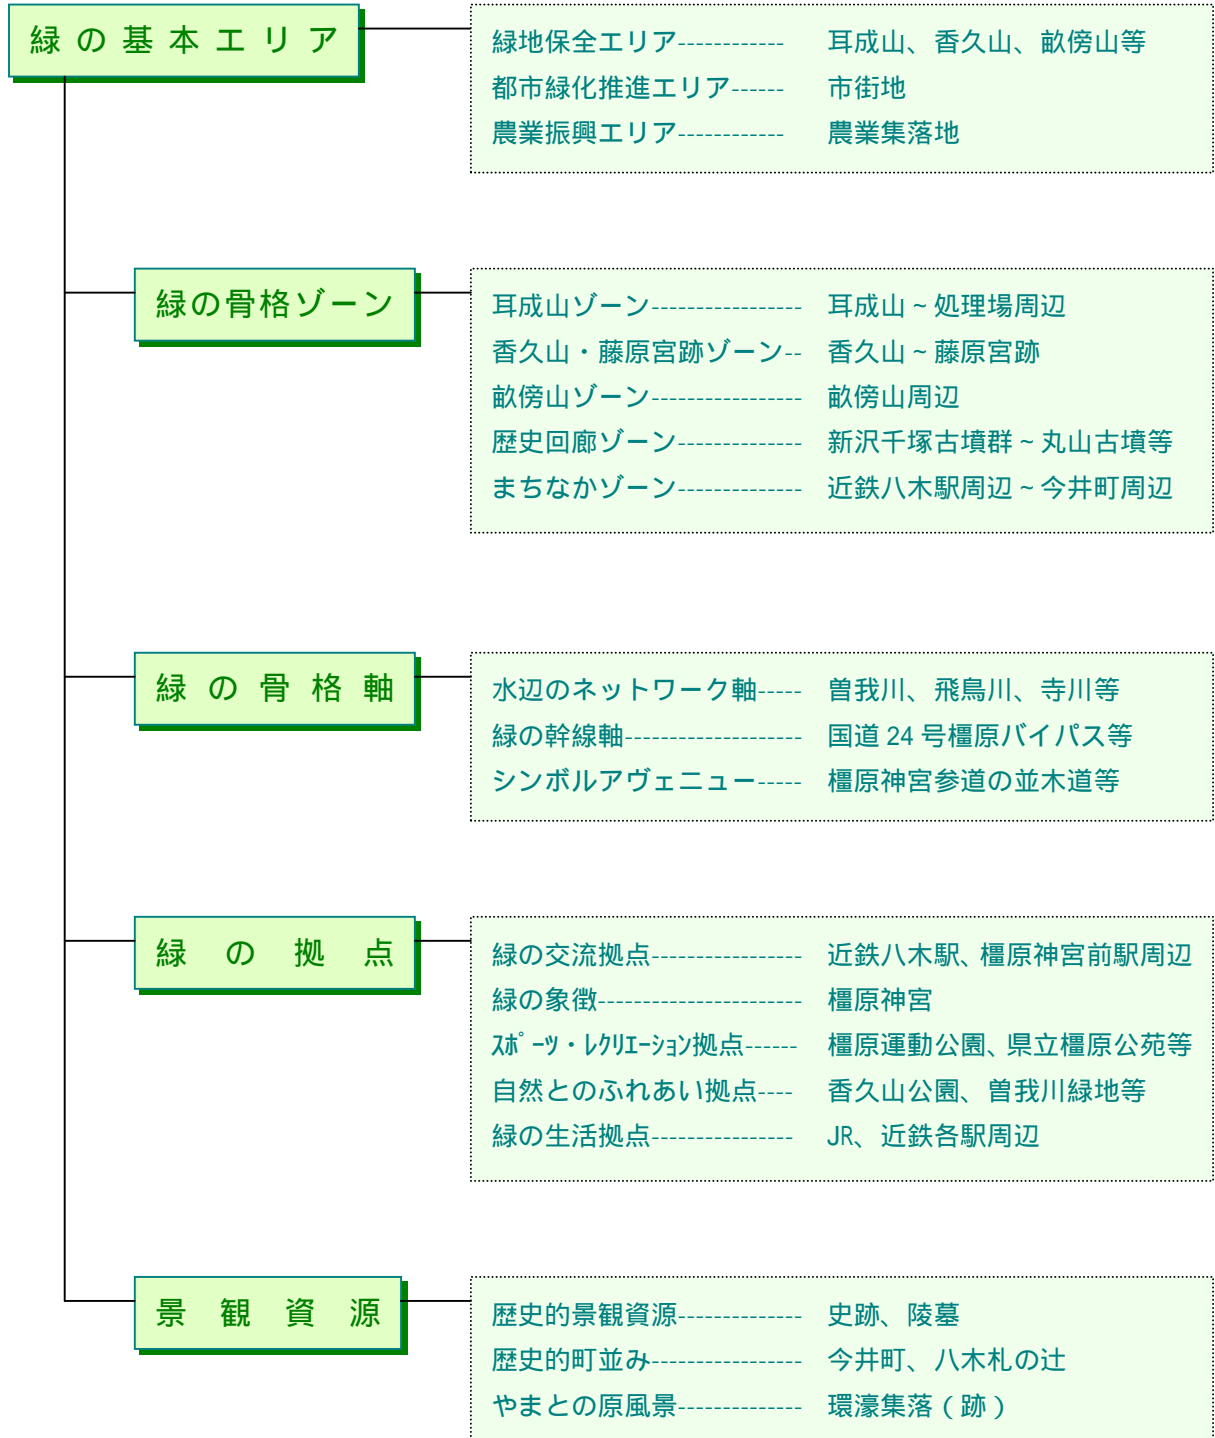 緑の基本エリア
緑地保全エリア------------ 耳成山、香久山、畝傍山等
都市緑化推進エリア------ 市街地
農業振興エリア------------ 農業集落地
緑の骨格ゾーン
耳成山ゾーン----------------- 耳成山~処理場周辺
香久山・藤原宮跡ゾーン-- 香久山~藤原宮跡
畝傍山ゾーン----------------- 畝傍山周辺
歴史回廊ゾーン-------------- 新沢千塚古墳群~丸山古墳等
まちなかゾーン-------------- 近鉄八木駅周辺~今井町周辺
緑の骨格軸
水辺のネットワーク軸----- 曽我川、飛鳥川、寺川等
緑の幹線軸-------------------- 国道24号橿原バイパス等
シンボルアヴェニュー----- 橿原神宮参道の並木道等
緑の拠点
緑の交流拠点----------------- 近鉄八木駅、橿原神宮前駅周辺
緑の象徴----------------------- 橿原神宮
ｽﾎﾟｰﾂ・ﾚｸﾘｴｰｼｮﾝ拠点------ 橿原運動公園、県立橿原公苑等
自然とのふれあい拠点---- 香久山公園、曽我川緑地等
緑の生活拠点---------------- JR、近鉄各駅周辺
景観資源
歴史的景観資源-------------- 史跡、陵墓
歴史的町並み----------------- 今井町、八木札の辻
やまとの原風景-------------- 環濠集落(跡)